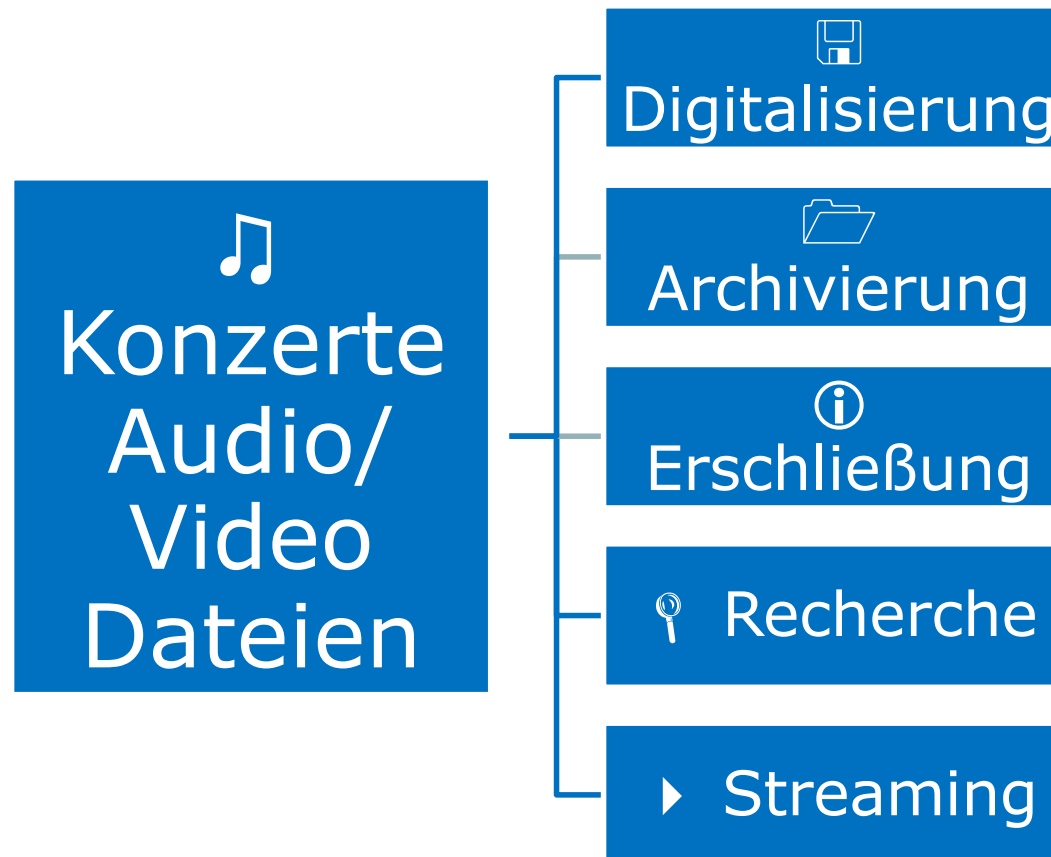 Konzerte
Audio/
Video
Dateien
Digitalisierung
Archivierung
Erschließung
Recherche
Streaming